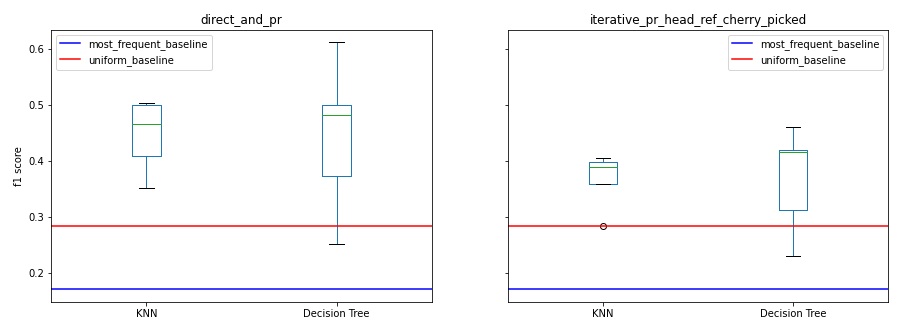 direct_and_pr
most_frequent_baseline
uniform_baseline
f1 score
0.6
0.5
0.4
0.3
0.2
KNN
Decision Tree
iterative_pr_head_ref_cherry_picked
most_frequent_baseline
uniform_baseline
KNN
Decision Tree